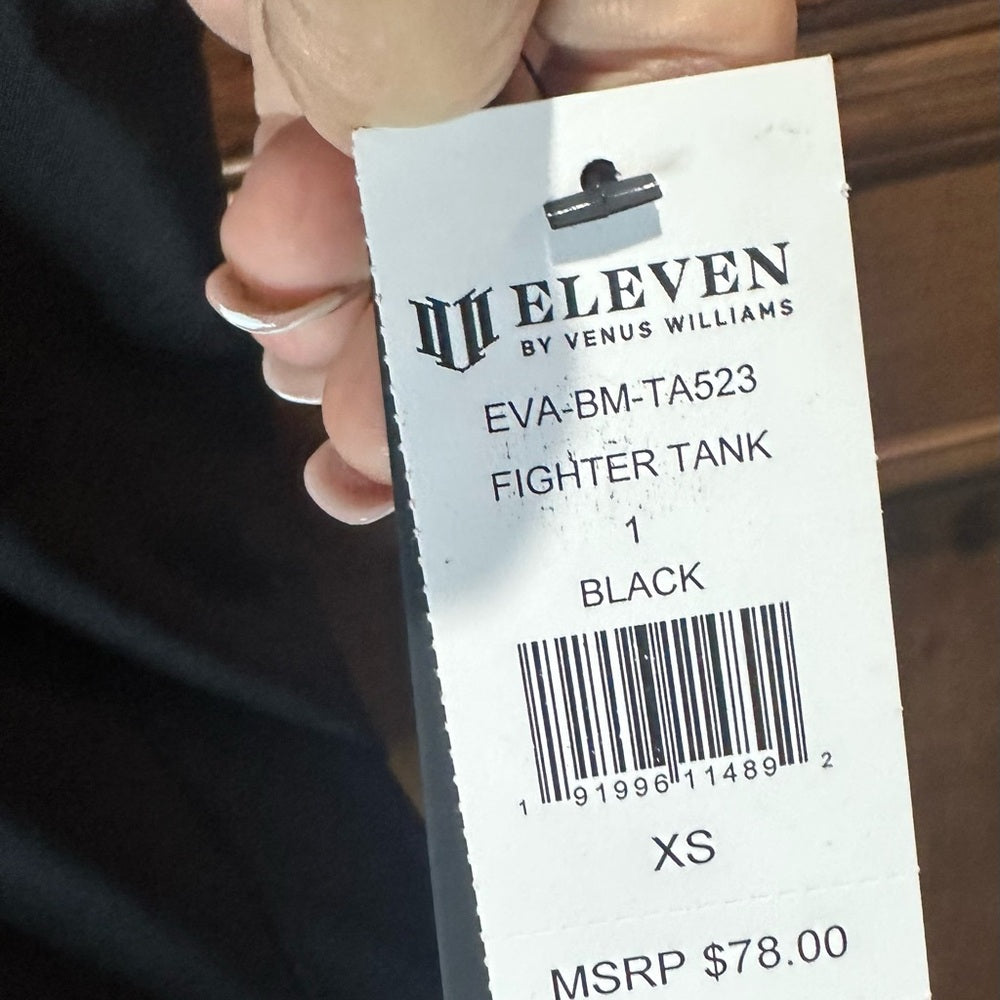 ELEVEN
BY VENUS WILLIAMS
EVA-BM-TA523
FIGHTER TANK
1
BLACK
1 91996 11489 2
XS
MSRP $78.00